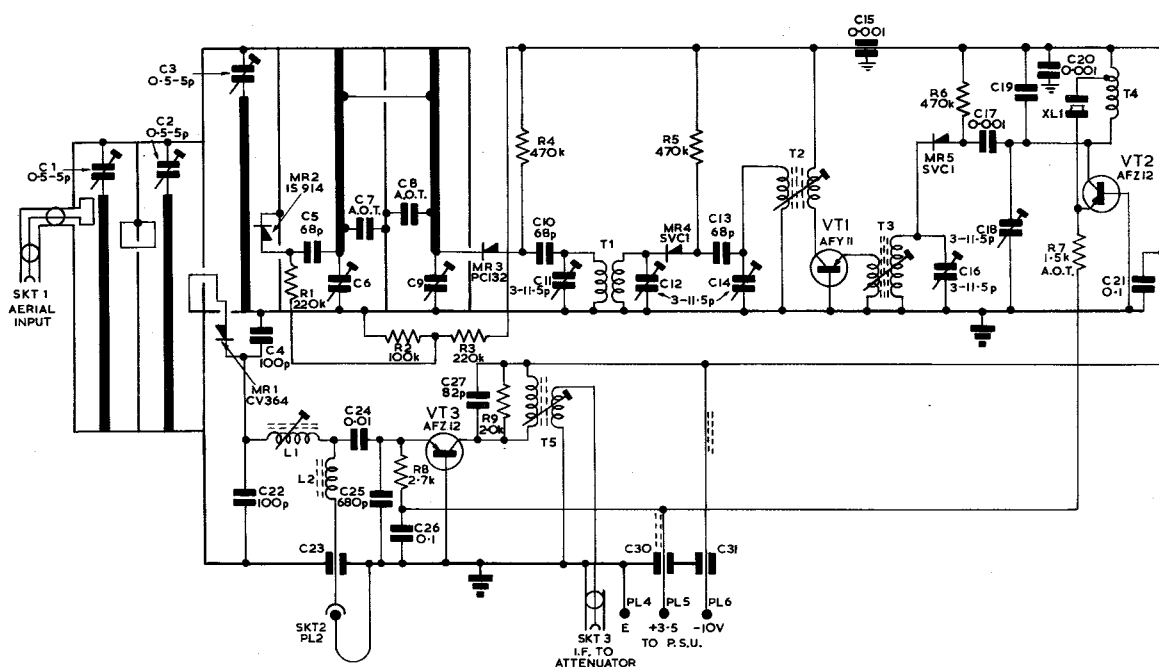 C15
0·001
C3
0·5-5p
C2
0·5-5p
C1
0·5-5p
SKT 1
AERIAL
INPUT
MR2
IS 914
C5
68p
C7
A.O.T.
C8
A.O.T.
R1
220k
C6
C9
C4
100p
MR1
CV364
R2
100k
R3
220k
MR3
PC132
R4
470k
C10
68p
C11
3-11·5p
T1
C12
3-11·5p
C14
R5
470k
MR4
SVC1
C13
68p
T2
VT1
AFY11
T3
C16
3-11·5p
R6
470k
C17
0·001
MR5
SVC1
C18
3-11·5p
C19
C20
0·001
XL1
T4
VT2
AFZ12
R7
1·5k
A.O.T.
C21
0·1
L1
C24
0·01
L2
C22
100p
C25
680p
VT3
AFZ12
R8
2·7k
C26
0·1
C27
82p
R9
2·0k
T5
C23
C30
C31
SKT2
PL2
SKT 3
I.F. TO
ATTENUATOR
PL4
PL5
PL6
E
+3·5
-10V
TO P.S.U.